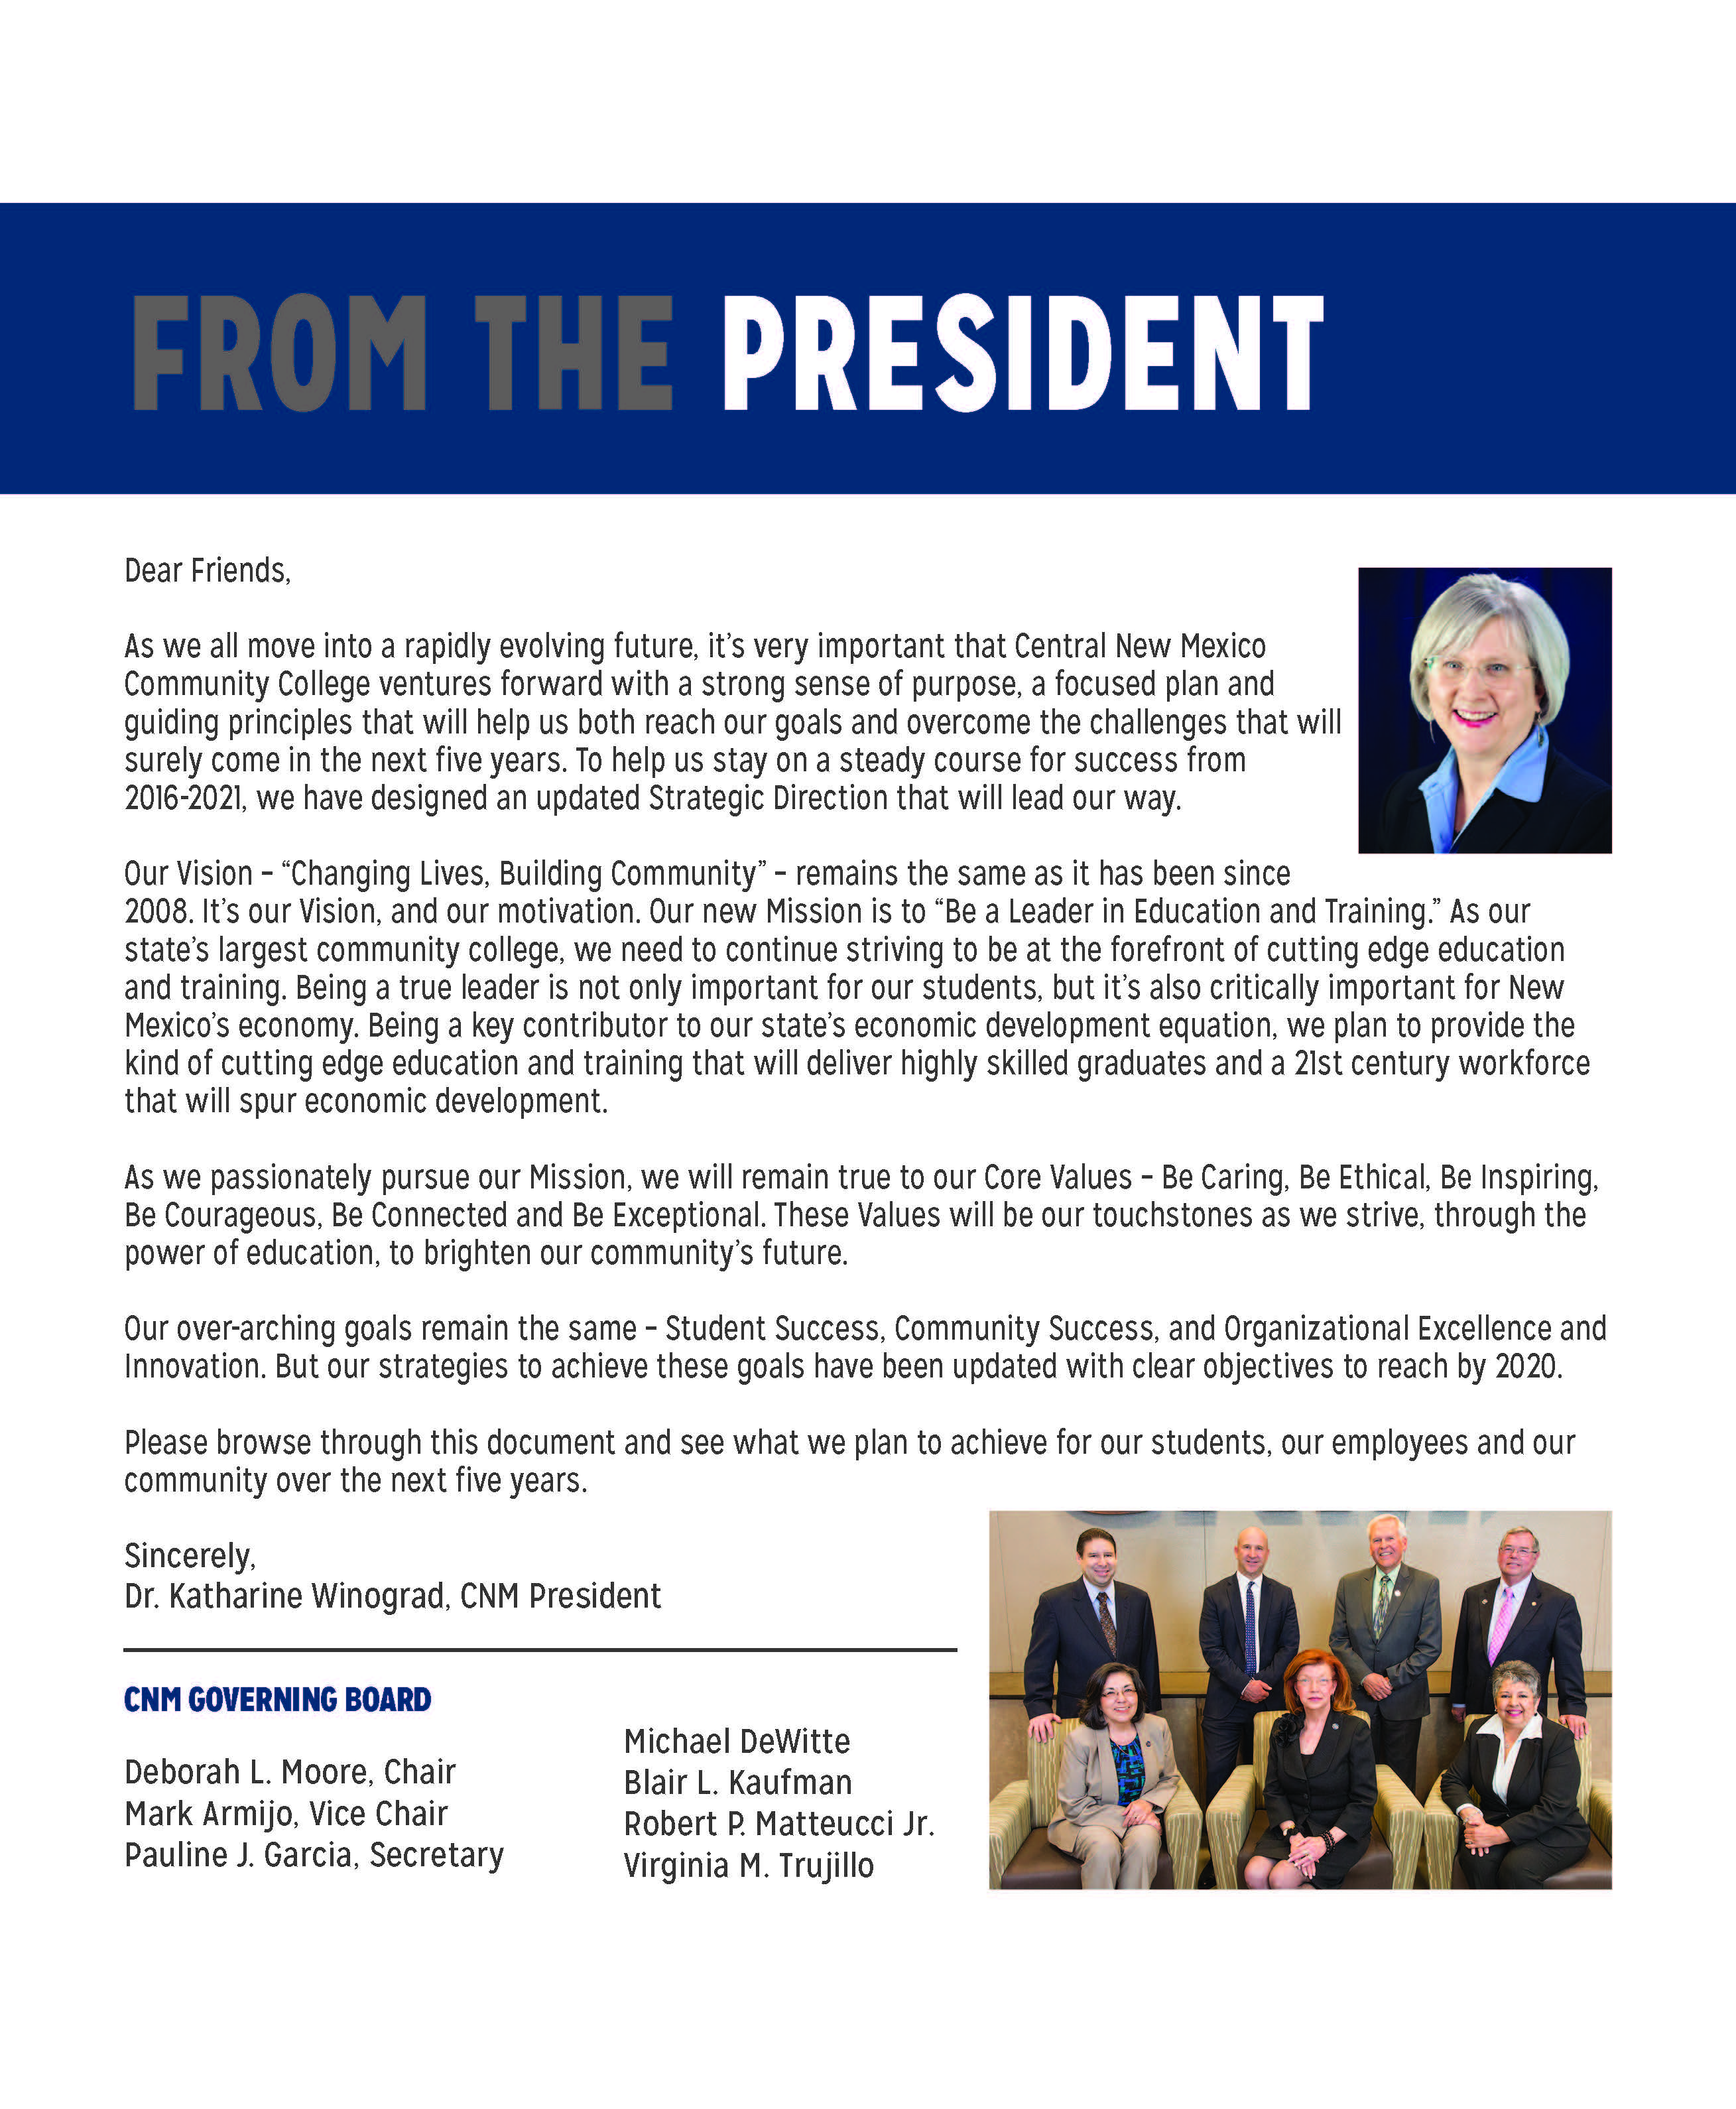 FROM THE PRESIDENT
Dear Friends,
As we all move into a rapidly evolving future, it’s very important that Central New Mexico
Community College ventures forward with a strong sense of purpose, a focused plan and
guiding principles that will help us both reach our goals and overcome the challenges that will
surely come in the next five years. To help us stay on a steady course for success from
2016-2021, we have designed an updated Strategic Direction that will lead our way.
Our Vision – “Changing Lives, Building Community” – remains the same as it has been since
2008. It’s our Vision, and our motivation. Our new Mission is to “Be a Leader in Education and Training.” As our
state’s largest community college, we need to continue striving to be at the forefront of cutting edge education
and training. Being a true leader is not only important for our students, but it’s also critically important for New
Mexico’s economy. Being a key contributor to our state’s economic development equation, we plan to provide the
kind of cutting edge education and training that will deliver highly skilled graduates and a 21st century workforce
that will spur economic development.
As we passionately pursue our Mission, we will remain true to our Core Values – Be Caring, Be Ethical, Be Inspiring,
Be Courageous, Be Connected and Be Exceptional. These Values will be our touchstones as we strive, through the
power of education, to brighten our community’s future.
Our over-arching goals remain the same – Student Success, Community Success, and Organizational Excellence and
Innovation. But our strategies to achieve these goals have been updated with clear objectives to reach by 2020.
Please browse through this document and see what we plan to achieve for our students, our employees and our
community over the next five years.
Sincerely,
Dr. Katharine Winograd, CNM President
CNM GOVERNING BOARD
Deborah L. Moore, Chair
Mark Armijo, Vice Chair
Pauline J. Garcia, Secretary
Michael DeWitte
Blair L. Kaufman
Robert P. Matteucci Jr.
Virginia M. Trujillo